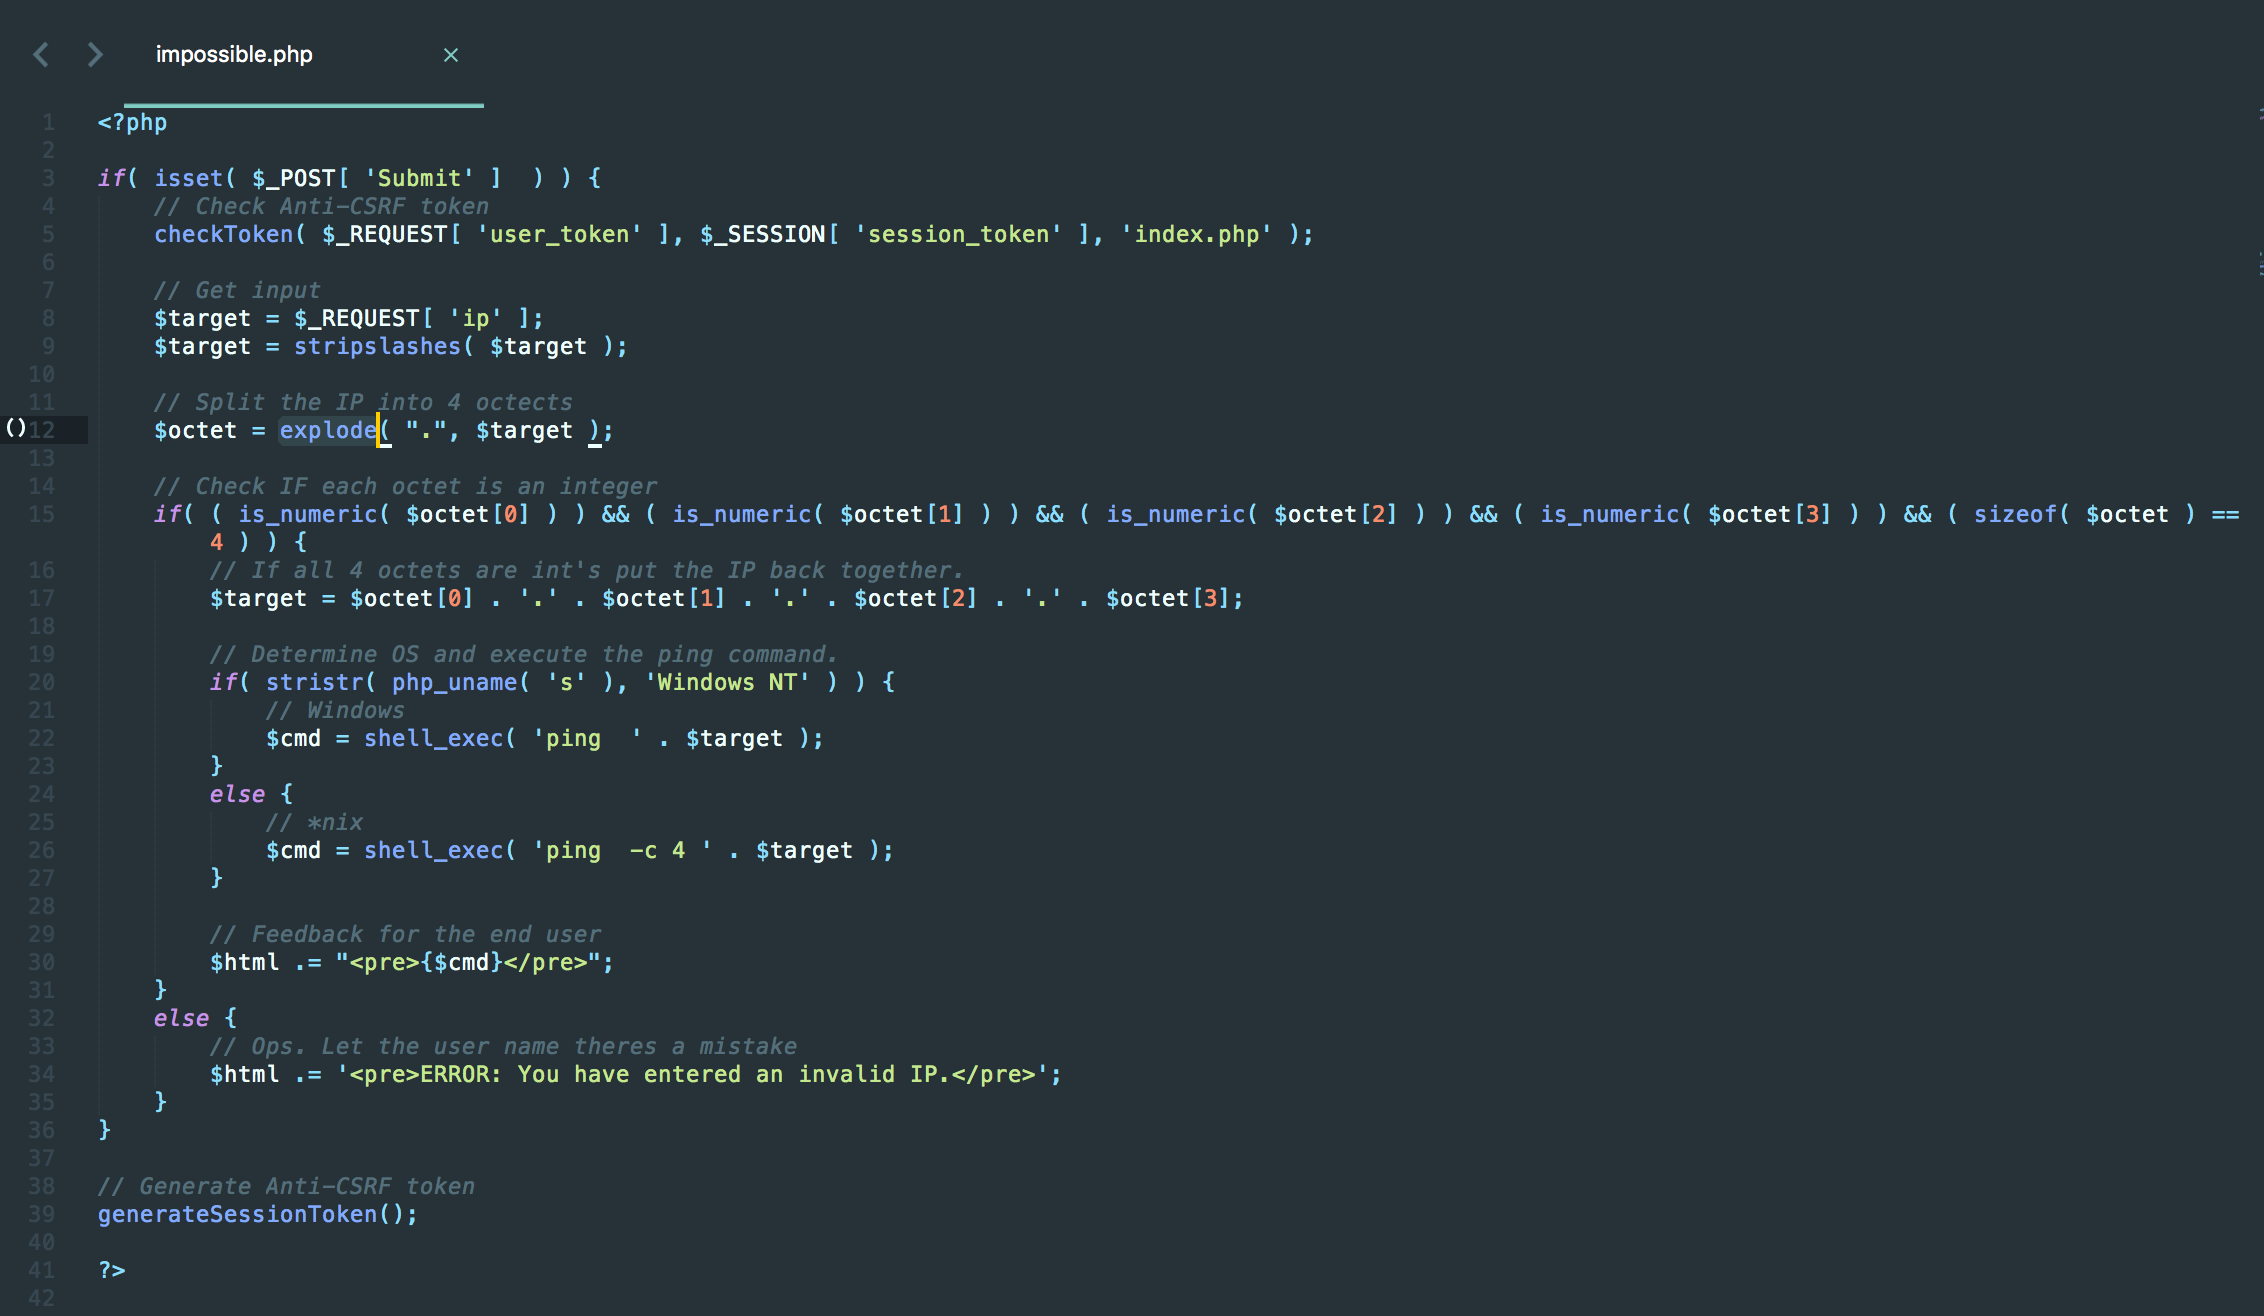 impossible.php ×
1 <?php
2
3 if( isset( $_POST[ 'Submit' ]  ) ) {
4     // Check Anti-CSRF token
5     checkToken( $_REQUEST[ 'user_token' ], $_SESSION[ 'session_token' ], 'index.php' );
6
7     // Get input
8     $target = $_REQUEST[ 'ip' ];
9     $target = stripslashes( $target );
10
11     // Split the IP into 4 octects
() 12     $octet = explode( ".", $target );
13
14     // Check IF each octet is an integer
15     if( ( is_numeric( $octet[0] ) ) && ( is_numeric( $octet[1] ) ) && ( is_numeric( $octet[2] ) ) && ( is_numeric( $octet[3] ) ) && ( sizeof( $octet ) ==
4 ) ) {
16         // If all 4 octets are int's put the IP back together.
17         $target = $octet[0] . '.' . $octet[1] . '.' . $octet[2] . '.' . $octet[3];
18
19         // Determine OS and execute the ping command.
20         if( stristr( php_uname( 's' ), 'Windows NT' ) ) {
21             // Windows
22             $cmd = shell_exec( 'ping  ' . $target );
23         }
24         else {
25             // *nix
26             $cmd = shell_exec( 'ping  -c 4 ' . $target );
27         }
28
29         // Feedback for the end user
30         $html .= "<pre>{$cmd}</pre>";
31     }
32     else {
33         // Ops. Let the user name theres a mistake
34         $html .= '<pre>ERROR: You have entered an invalid IP.</pre>';
35     }
36 }
37
38 // Generate Anti-CSRF token
39 generateSessionToken();
40
41 ?>
42